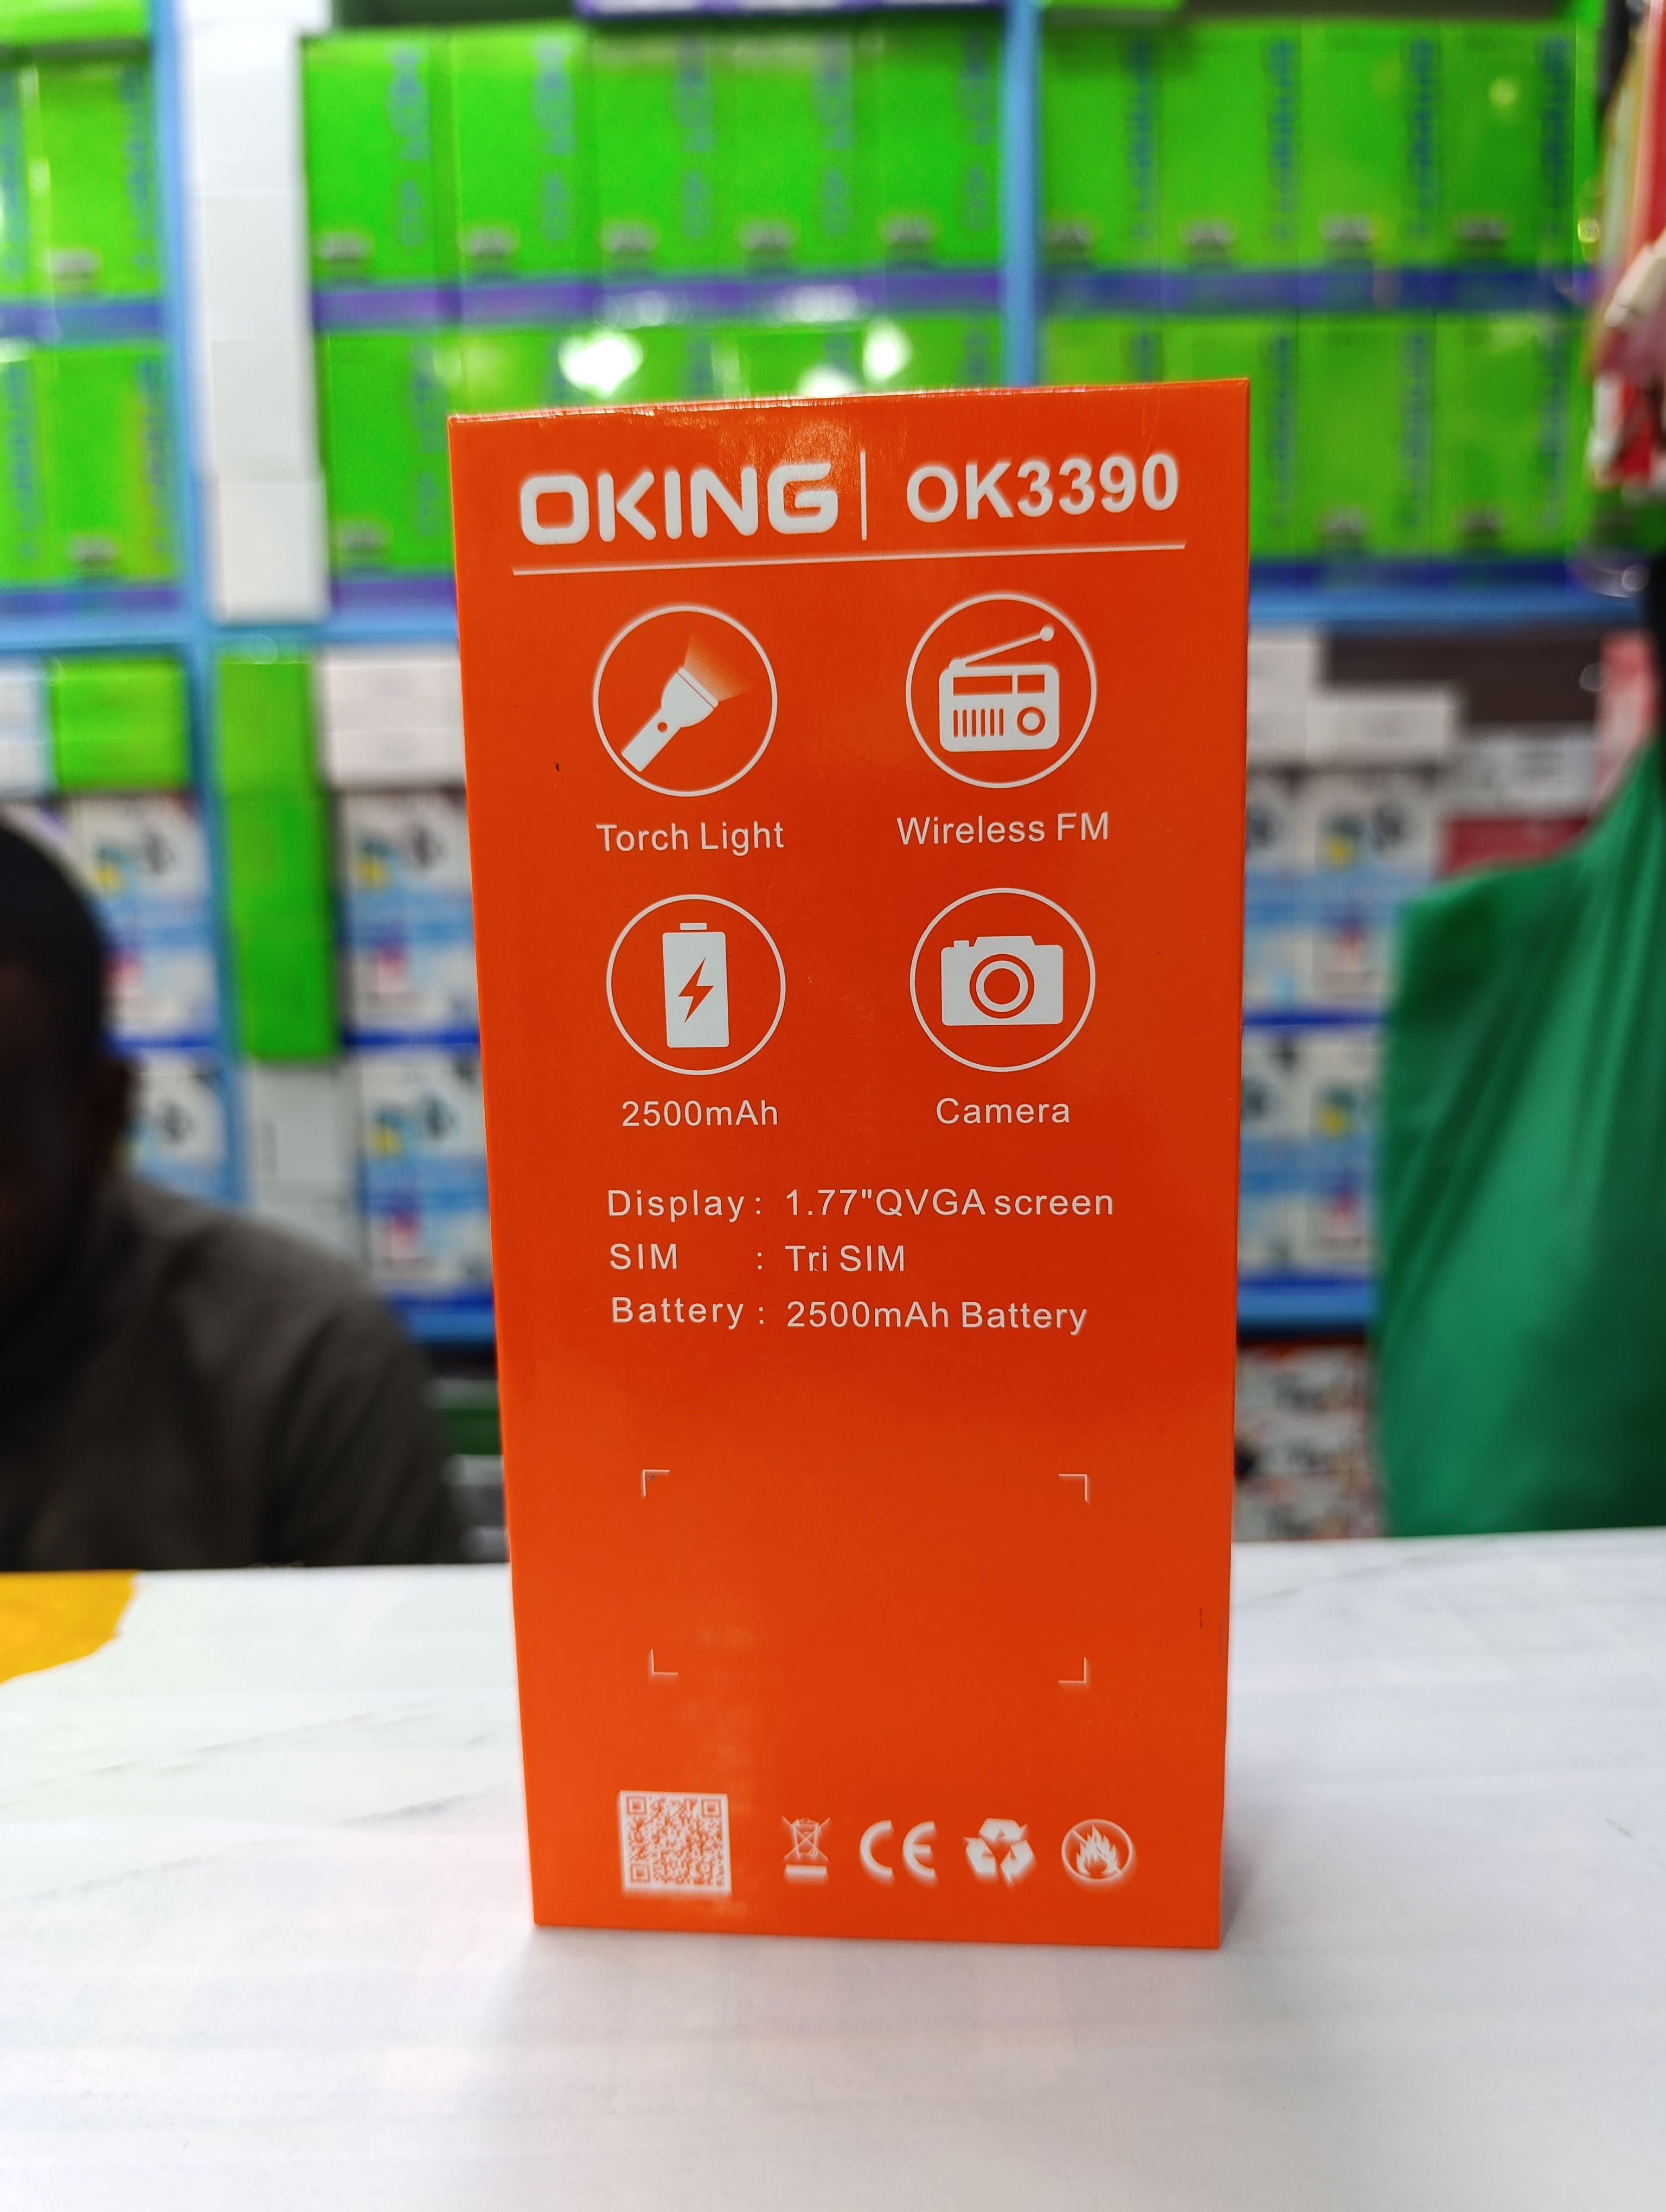 OKING | OK3390
Torch Light
Wireless FM
2500mAh
Camera
Display : 1.77"QVGA screen
SIM : Tri SIM
Battery : 2500mAh Battery
CE